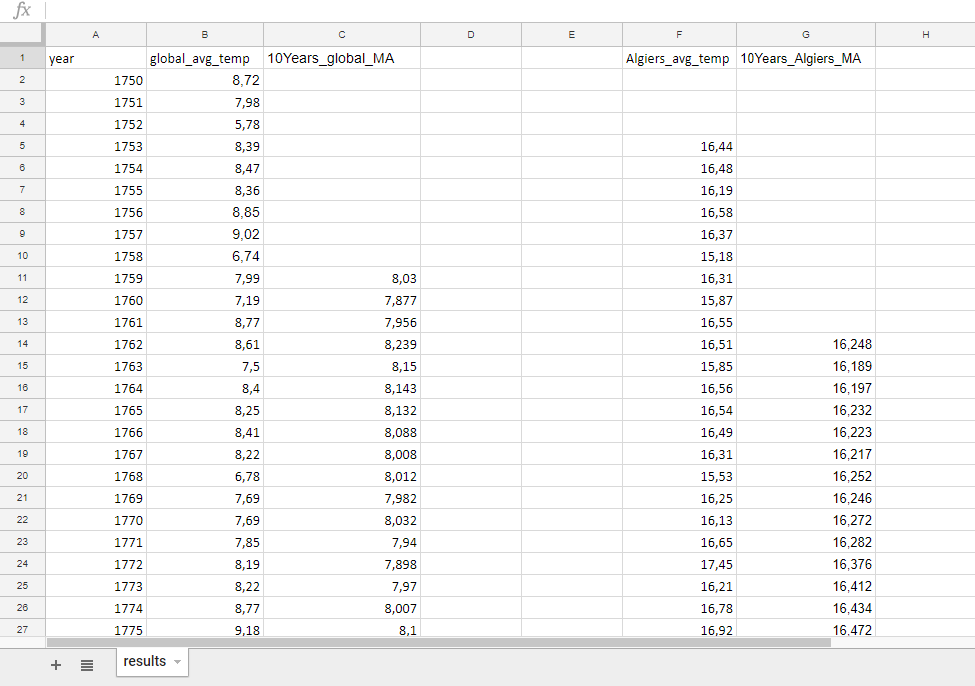 fx
A B C D E F G H
1 year global_avg_temp 10Years_global_MA Algiers_avg_temp 10Years_Algiers_MA
2 1750 8,72
3 1751 7,98
4 1752 5,78
5 1753 8,39 16,44
6 1754 8,47 16,48
7 1755 8,36 16,19
8 1756 8,85 16,58
9 1757 9,02 16,37
10 1758 6,74 15,18
11 1759 7,99 8,03 16,31
12 1760 7,19 7,877 15,87
13 1761 8,77 7,956 16,55
14 1762 8,61 8,239 16,51 16,248
15 1763 7,5 8,15 15,85 16,189
16 1764 8,4 8,143 16,56 16,197
17 1765 8,25 8,132 16,54 16,232
18 1766 8,41 8,088 16,49 16,223
19 1767 8,22 8,008 16,31 16,217
20 1768 6,78 8,012 15,53 16,252
21 1769 7,69 7,982 16,25 16,246
22 1770 7,69 8,032 16,13 16,272
23 1771 7,85 7,94 16,65 16,282
24 1772 8,19 7,898 17,45 16,376
25 1773 8,22 7,97 16,21 16,412
26 1774 8,77 8,007 16,78 16,434
27 1775 9,18 8,1 16,92 16,472
results